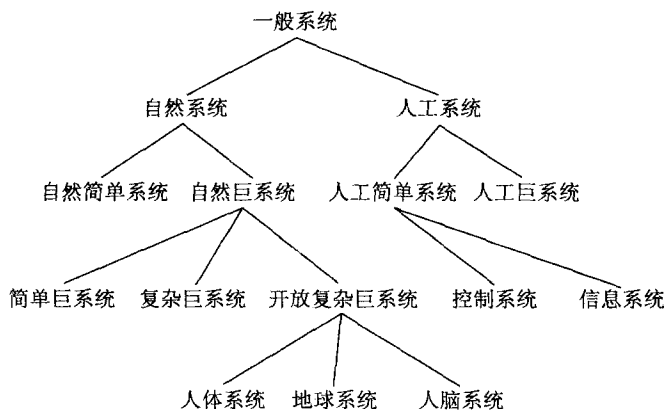 一般系统
自然系统 人工系统
自然简单系统 自然巨系统 人工简单系统 人工巨系统
简单巨系统 复杂巨系统 开放复杂巨系统 控制系统 信息系统
人体系统 地球系统 人脑系统